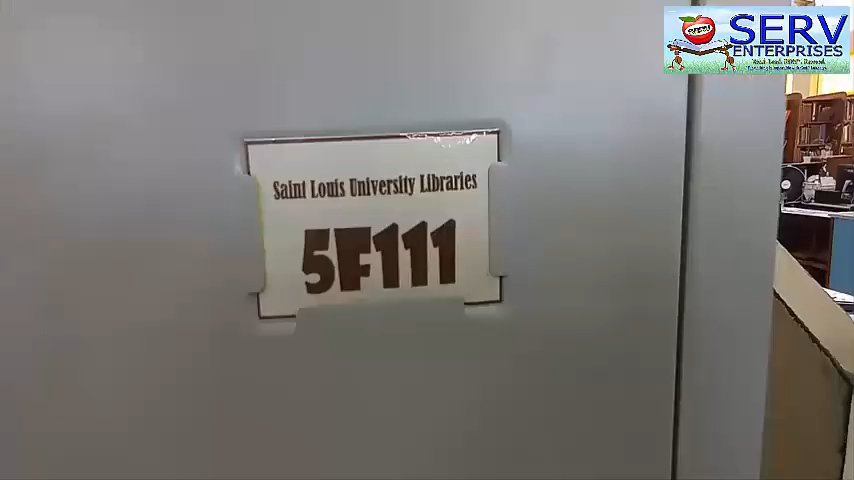 Saint Louis University Libraries
5F111
SERV
ENTERPRISES